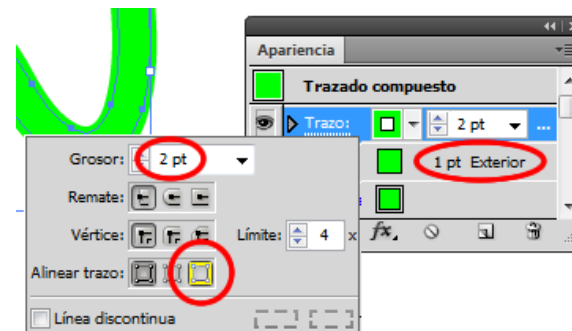 Apariencia
Trazado compuesto
Trazo: 2 pt ...
1 pt Exterior
Grosor: 2 pt
Remate:
Vértice: Límite: 4 x
Alinear trazo:
Línea discontinua
fx.